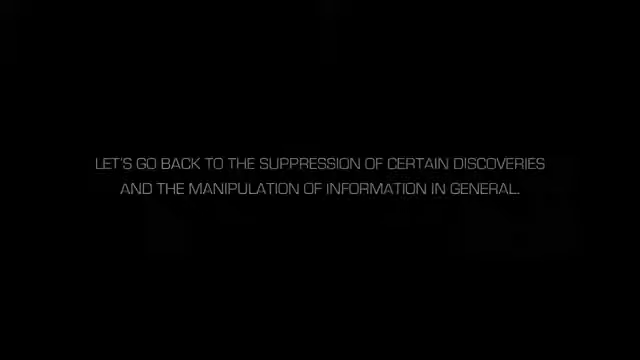 LET'S GO BACK TO THE SUPPRESSION OF CERTAIN DISCOVERIES
AND THE MANIPULATION OF INFORMATION IN GENERAL.